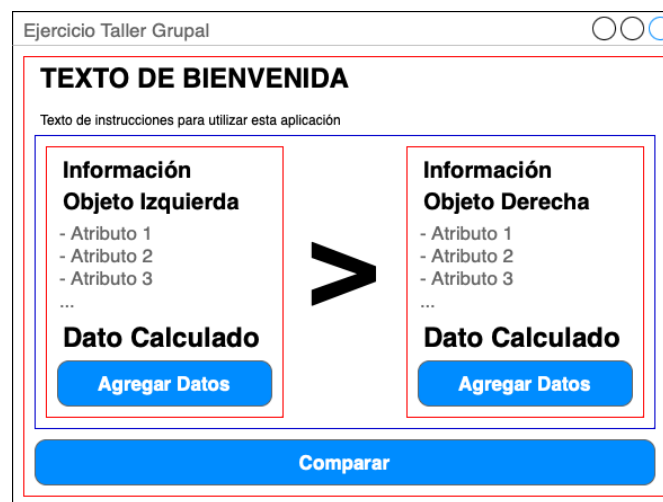 Ejercicio Taller Grupal
TEXTO DE BIENVENIDA
Texto de instrucciones para utilizar esta aplicación
Información
Objeto Izquierda
- Atributo 1
- Atributo 2
- Atributo 3
...
Dato Calculado
Agregar Datos
>
Información
Objeto Derecha
- Atributo 1
- Atributo 2
- Atributo 3
...
Dato Calculado
Agregar Datos
Comparar